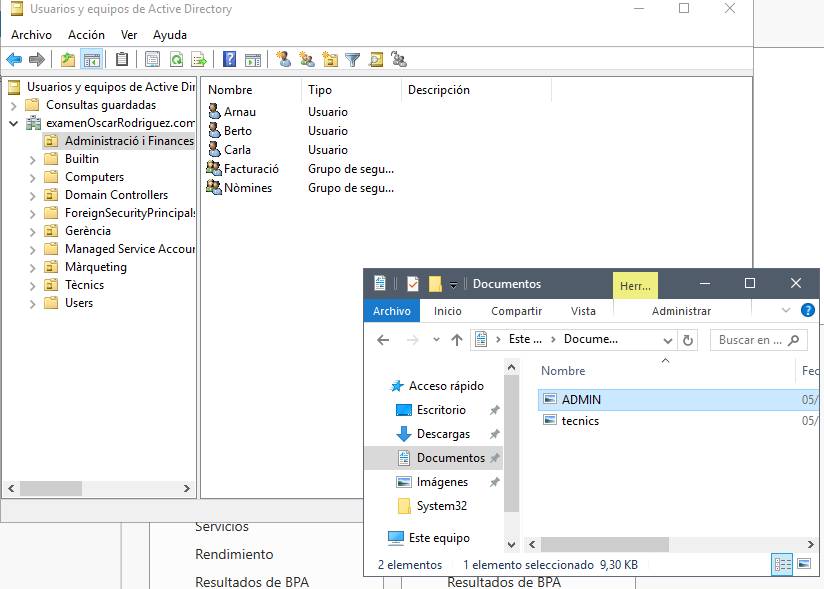 Usuarios y equipos de Active Directory
Archivo Acción Ver Ayuda
Usuarios y equipos de Active Dir
Consultas guardadas
examenOscarRodriguez.com
Administració i Finances
Builtin
Computers
Domain Controllers
ForeignSecurityPrincipals
Gerència
Managed Service Accour
Màrqueting
Tècnics
Users
Nombre Tipo Descripción
Arnau Usuario
Berto Usuario
Carla Usuario
Facturació Grupo de segu...
Nòmines Grupo de segu...
Documentos Herr...
Archivo Inicio Compartir Vista Administrar
Este ... Docume... Buscar en ...
Acceso rápido
Escritorio
Descargas
Documentos
Imágenes
System32
Este equipo
Nombre Fec
ADMIN 05/
tecnics 05/
2 elementos 1 elemento seleccionado 9,30 KB
Servicios
Rendimiento
Resultados de BPA Resultados de BPA